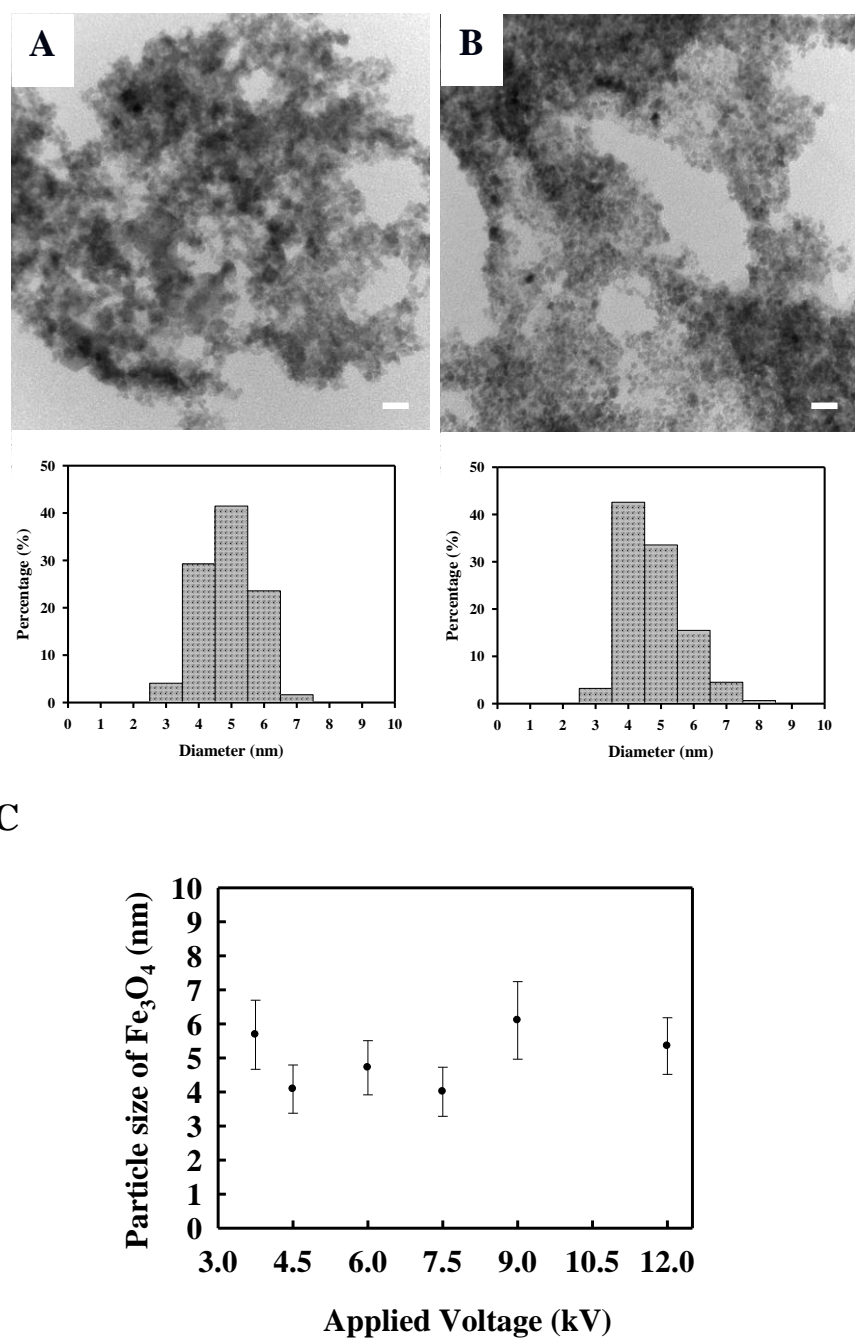 A
B
50
40
30
20
10
0
Percentage (%)
0 1 2 3 4 5 6 7 8 9 10
Diameter (nm)
50
40
30
20
10
0
Percentage (%)
0 1 2 3 4 5 6 7 8 9 10
Diameter (nm)
C
10
9
8
7
6
5
4
3
2
1
0
Particle size of Fe₃O₄ (nm)
3.0 4.5 6.0 7.5 9.0 10.5 12.0
Applied Voltage (kV)